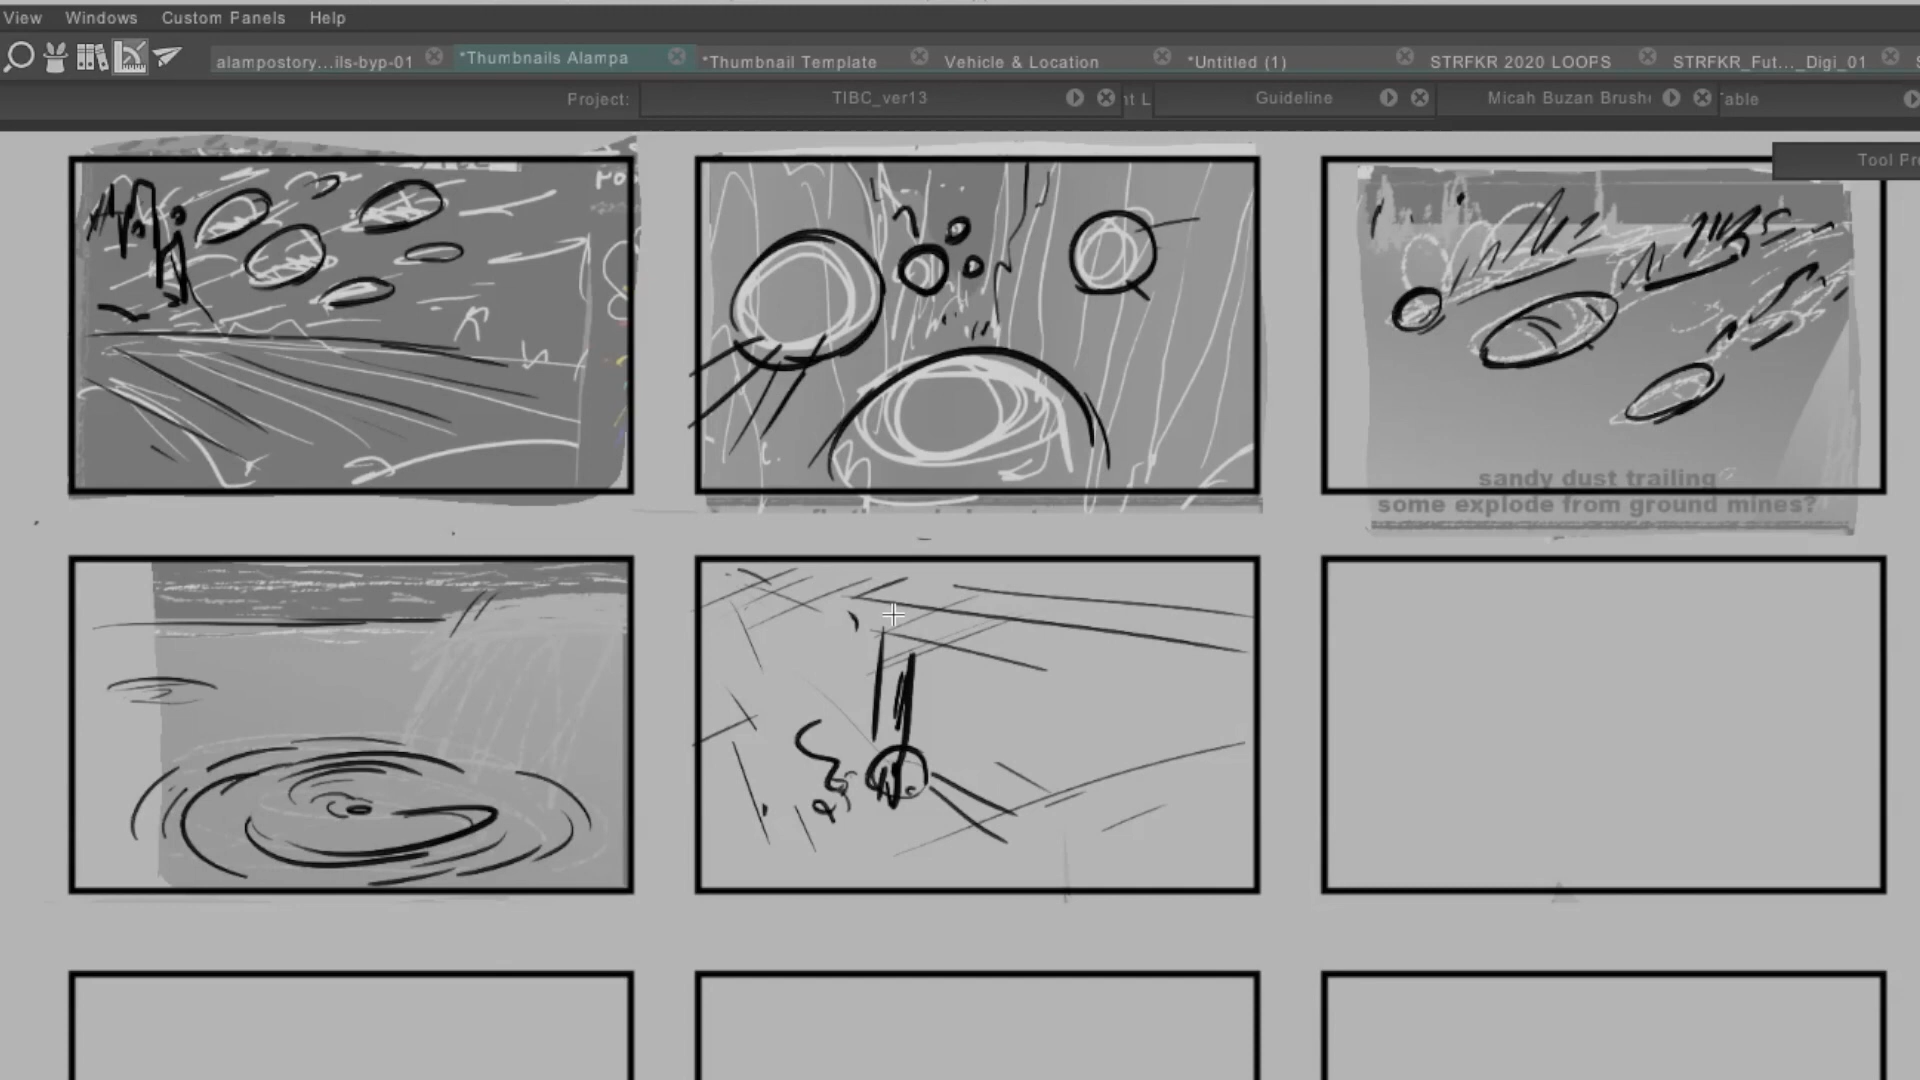 View Windows Custom Panels Help
alampostory...ils-byp-01 *Thumbnails Alampa *Thumbnail Template Vehicle & Location *Untitled (1) STRFKR 2020 LOOPS STRFKR_Fut..._Digi_01
Project: TIBC_ver13 nt L Guideline Micah Buzan Brush able
Tool Pr
sandy dust trailing
some explode from ground mines?